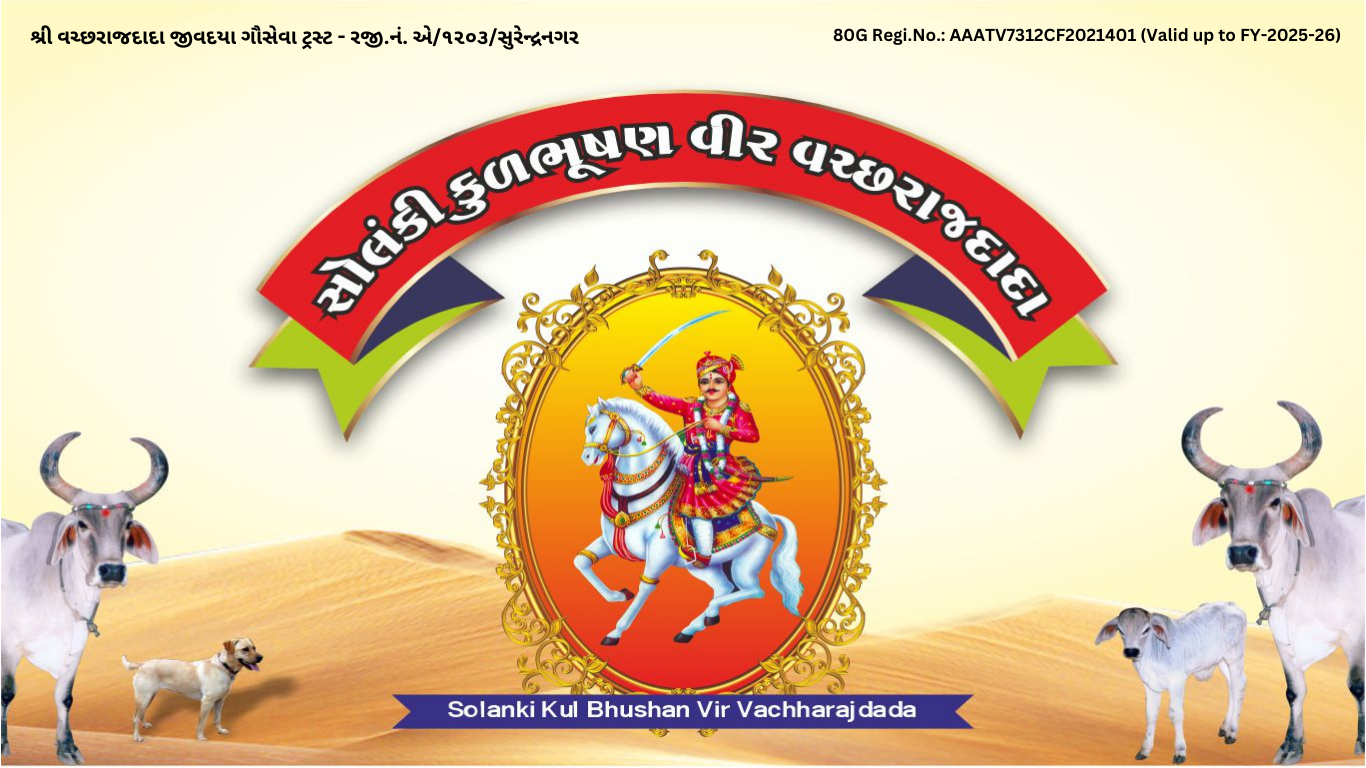 શ્રી વચ્છરાજદાદા જીવદયા ગૌસેવા ટ્રસ્ટ - રજી.નં. એ/૧૨૦૩/સુરેન્દ્રનગર
80G Regi.No.: AAATV7312CF2021401 (Valid up to FY-2025-26)
સોલંકી કુળભૂષણ વીર વચ્છરાજદાદા
Solanki Kul Bhushan Vir Vachharajdada